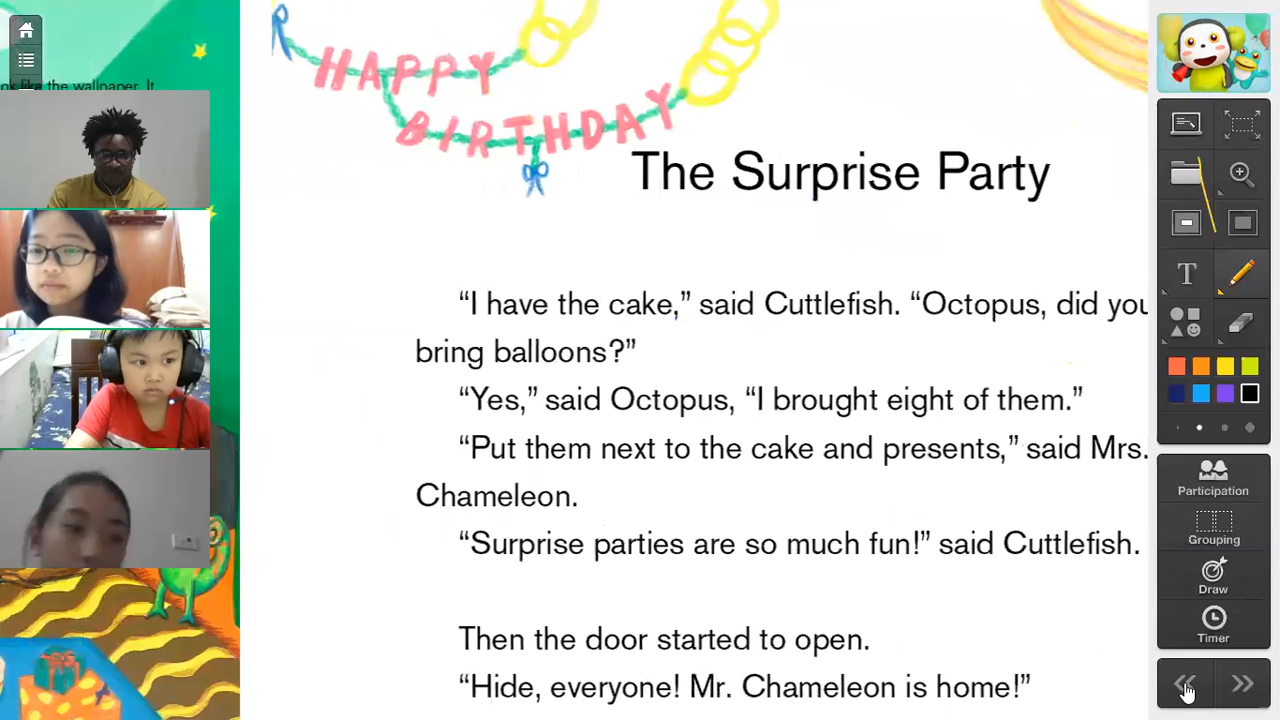 HAPPY
BIRTHDAY
The Surprise Party
the wallpaper. It
“I have the cake,” said Cuttlefish. “Octopus, did you
bring balloons?”
“Yes,” said Octopus, “I brought eight of them.”
“Put them next to the cake and presents,” said Mrs.
Chameleon.
“Surprise parties are so much fun!” said Cuttlefish.
Then the door started to open.
“Hide, everyone! Mr. Chameleon is home!”
T
Participation
Grouping
Draw
Timer